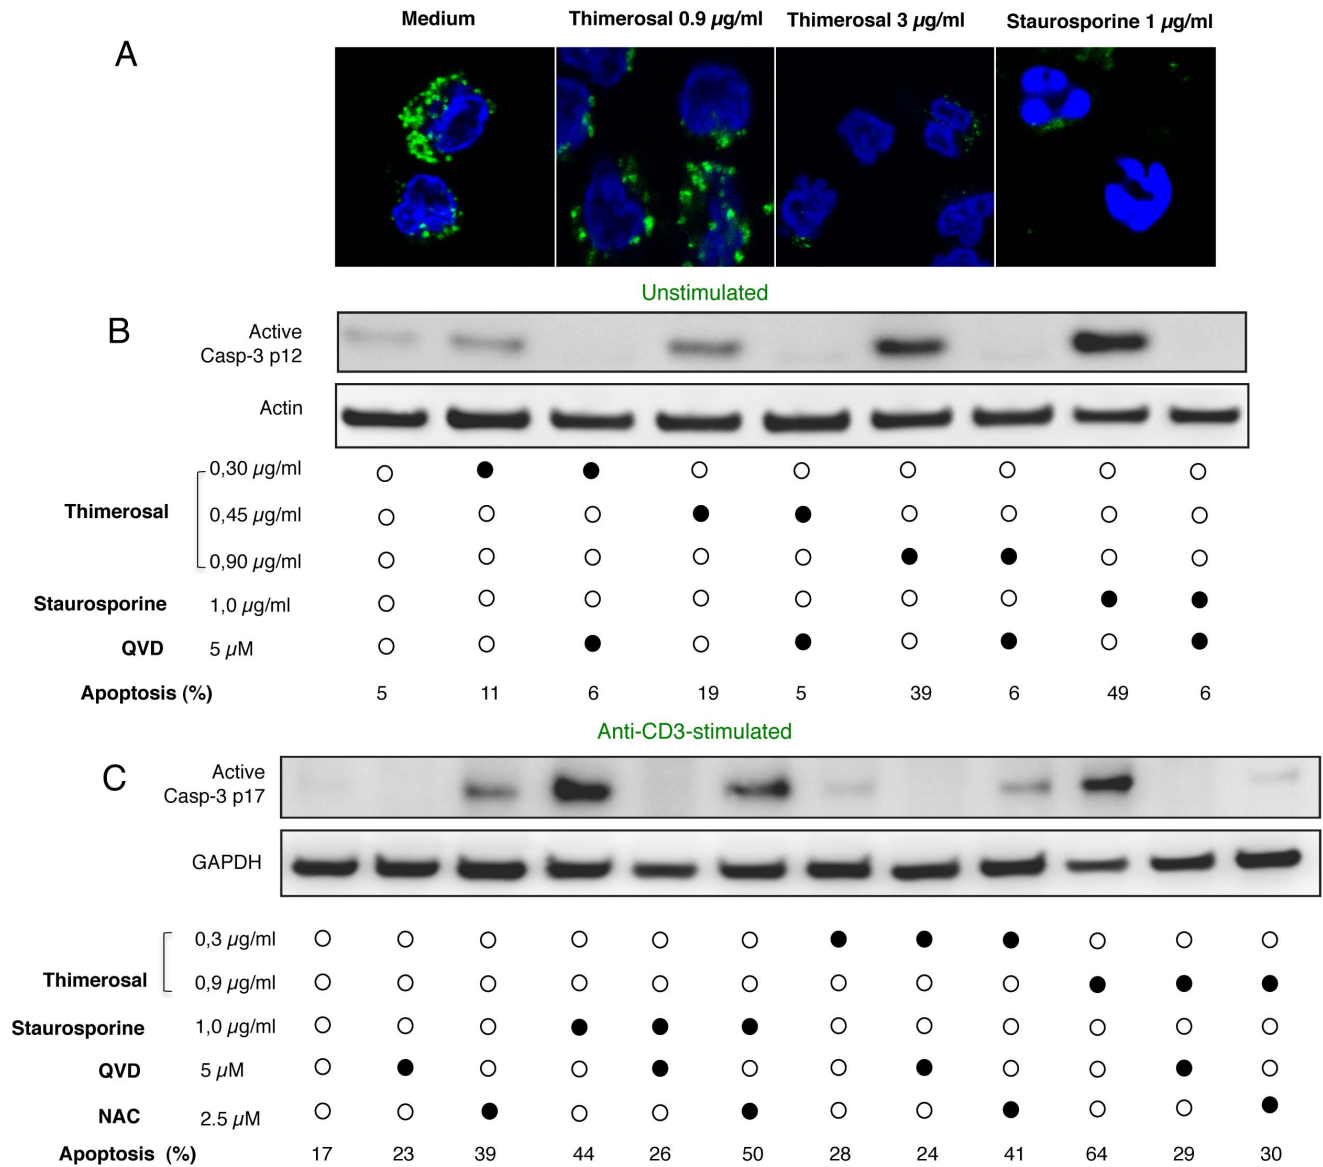 Medium Thimerosal 0.9 µg/ml Thimerosal 3 µg/ml Staurosporine 1 µg/ml
A
Unstimulated
B
Active
Casp-3 p12
Actin
0,30 µg/ml
Thimerosal 0,45 µg/ml
0,90 µg/ml
Staurosporine 1,0 µg/ml
QVD 5 µM
Apoptosis (%) 5 11 6 19 5 39 6 49 6
Anti-CD3-stimulated
C
Active
Casp-3 p17
GAPDH
0,3 µg/ml
Thimerosal 0,9 µg/ml
Staurosporine 1,0 µg/ml
QVD 5 µM
NAC 2.5 µM
Apoptosis (%) 17 23 39 44 26 50 28 24 41 64 29 30